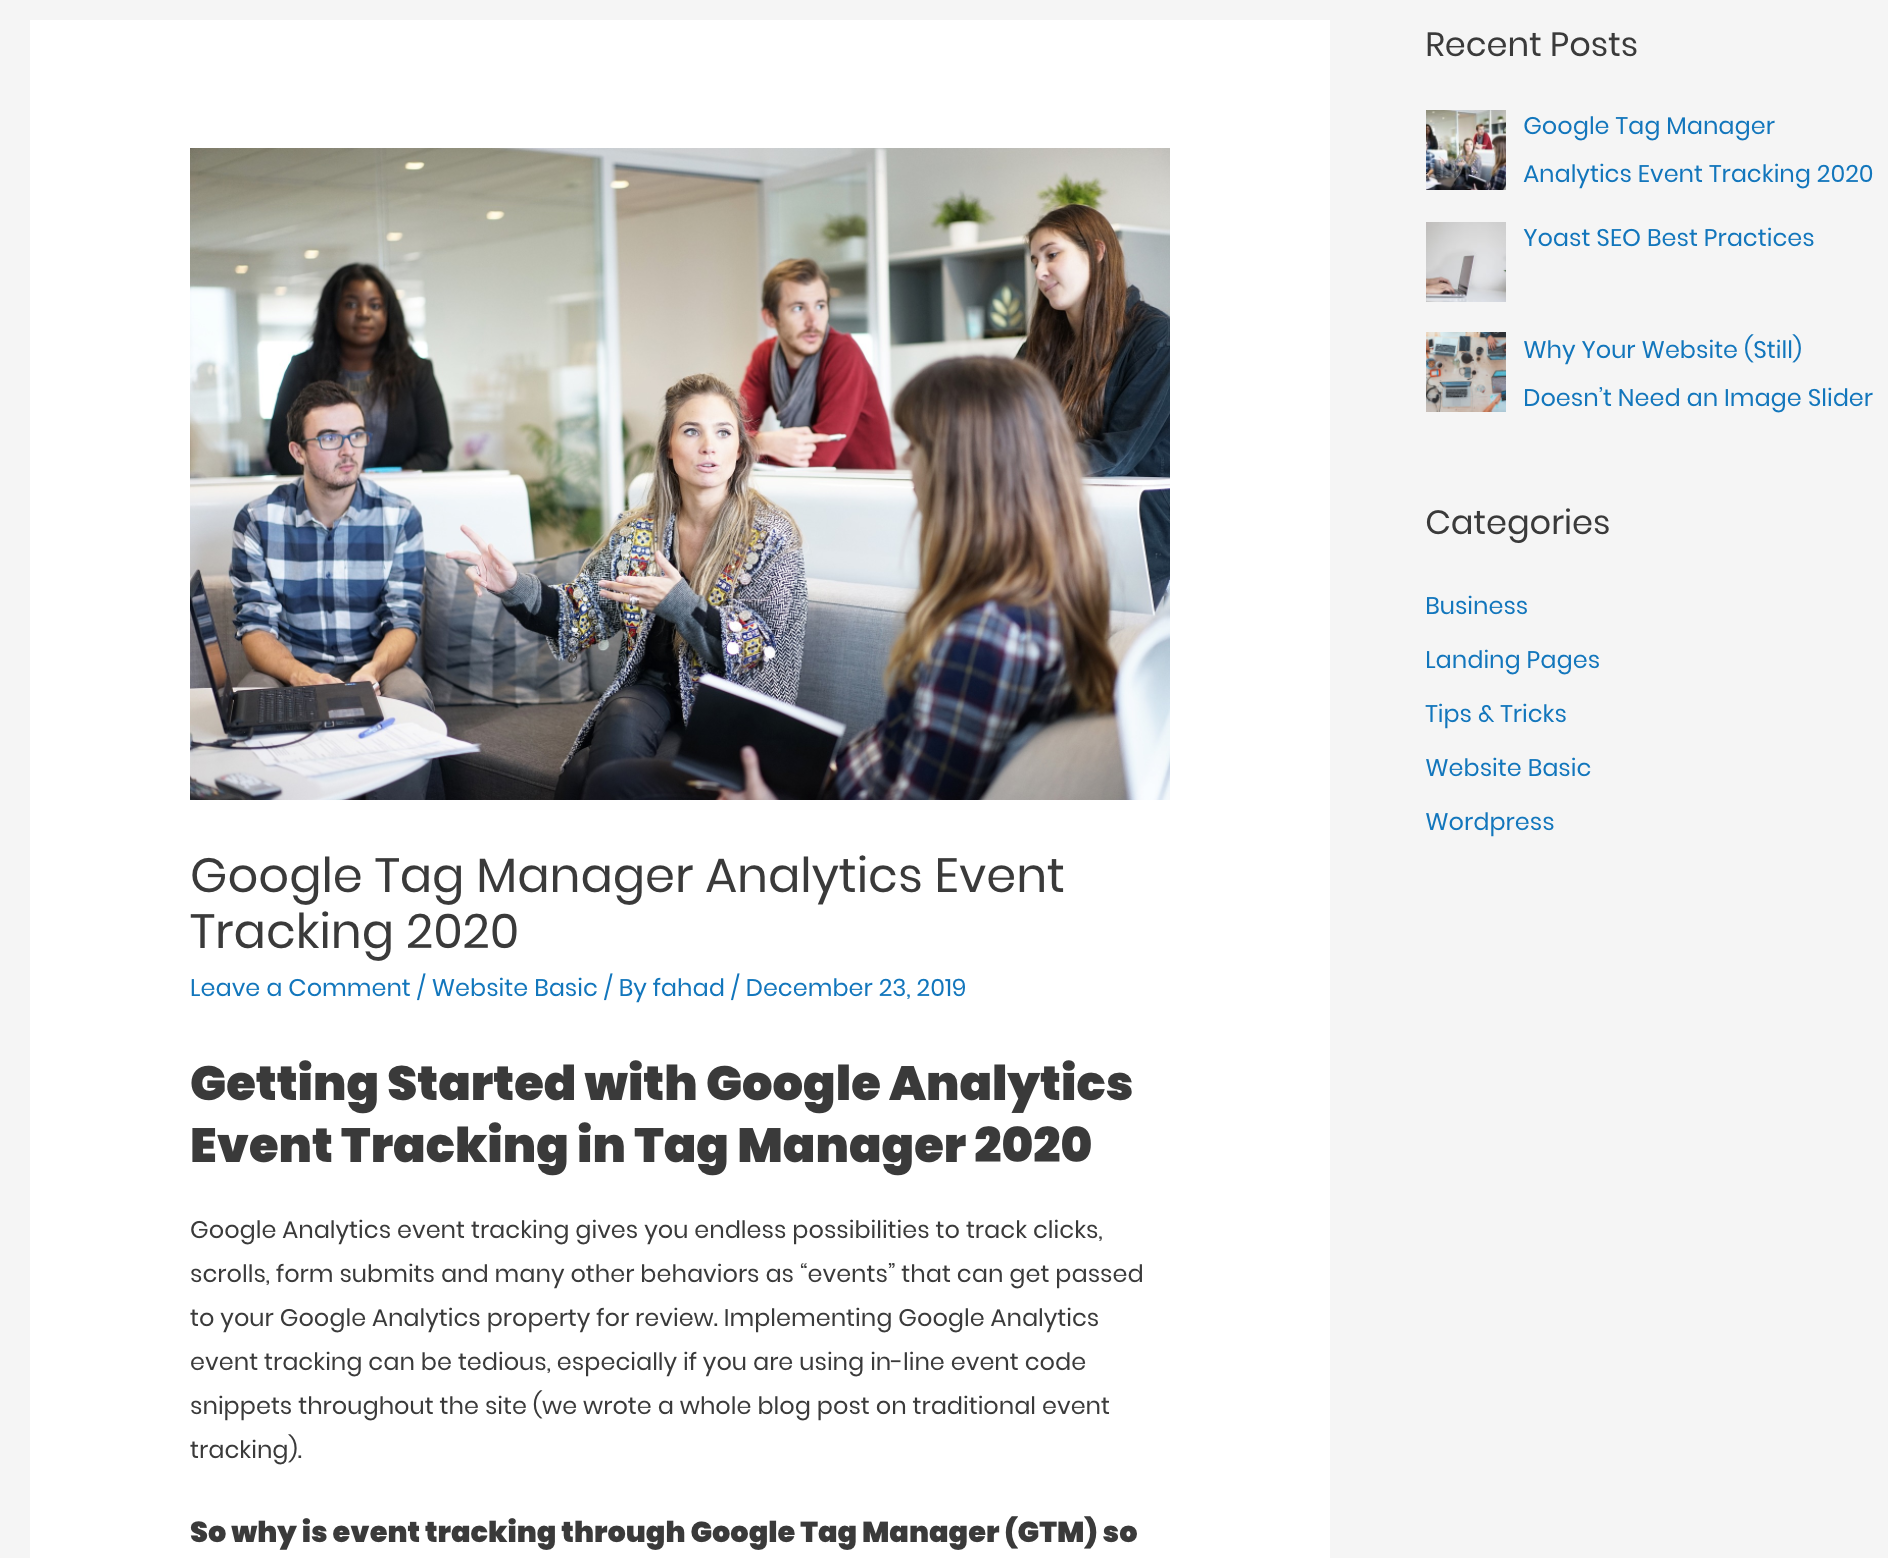 Google Tag Manager Analytics Event
Tracking 2020
Leave a Comment / Website Basic / By fahad / December 23, 2019
Getting Started with Google Analytics
Event Tracking in Tag Manager 2020
Google Analytics event tracking gives you endless possibilities to track clicks,
scrolls, form submits and many other behaviors as “events” that can get passed
to your Google Analytics property for review. Implementing Google Analytics
event tracking can be tedious, especially if you are using in-line event code
snippets throughout the site (we wrote a whole blog post on traditional event
tracking).
So why is event tracking through Google Tag Manager (GTM) so
Recent Posts
Google Tag Manager
Analytics Event Tracking 2020
Yoast SEO Best Practices
Why Your Website (Still)
Doesn’t Need an Image Slider
Categories
Business
Landing Pages
Tips & Tricks
Website Basic
Wordpress